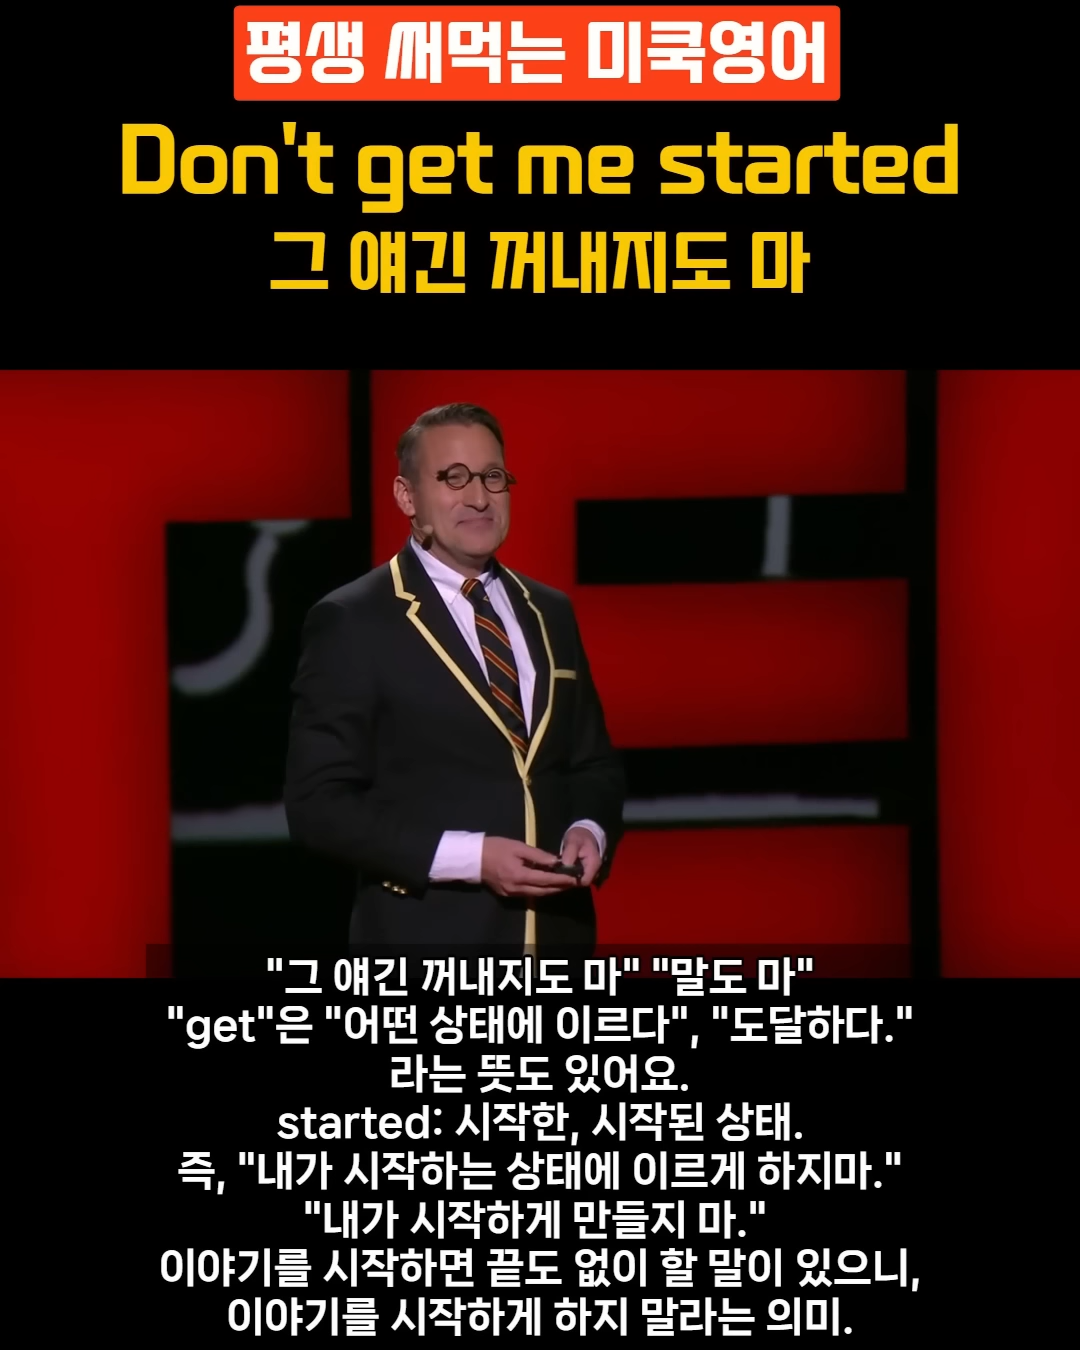 평생 써먹는 미쿡영어
Don't get me started
그 얘긴 꺼내지도 마
"그 얘긴 꺼내지도 마" "말도 마"
"get"은 "어떤 상태에 이르다", "도달하다."
라는 뜻도 있어요.
started: 시작한, 시작된 상태.
즉, "내가 시작하는 상태에 이르게 하지마."
"내가 시작하게 만들지 마."
이야기를 시작하면 끝도 없이 할 말이 있으니,
이야기를 시작하게 하지 말라는 의미.